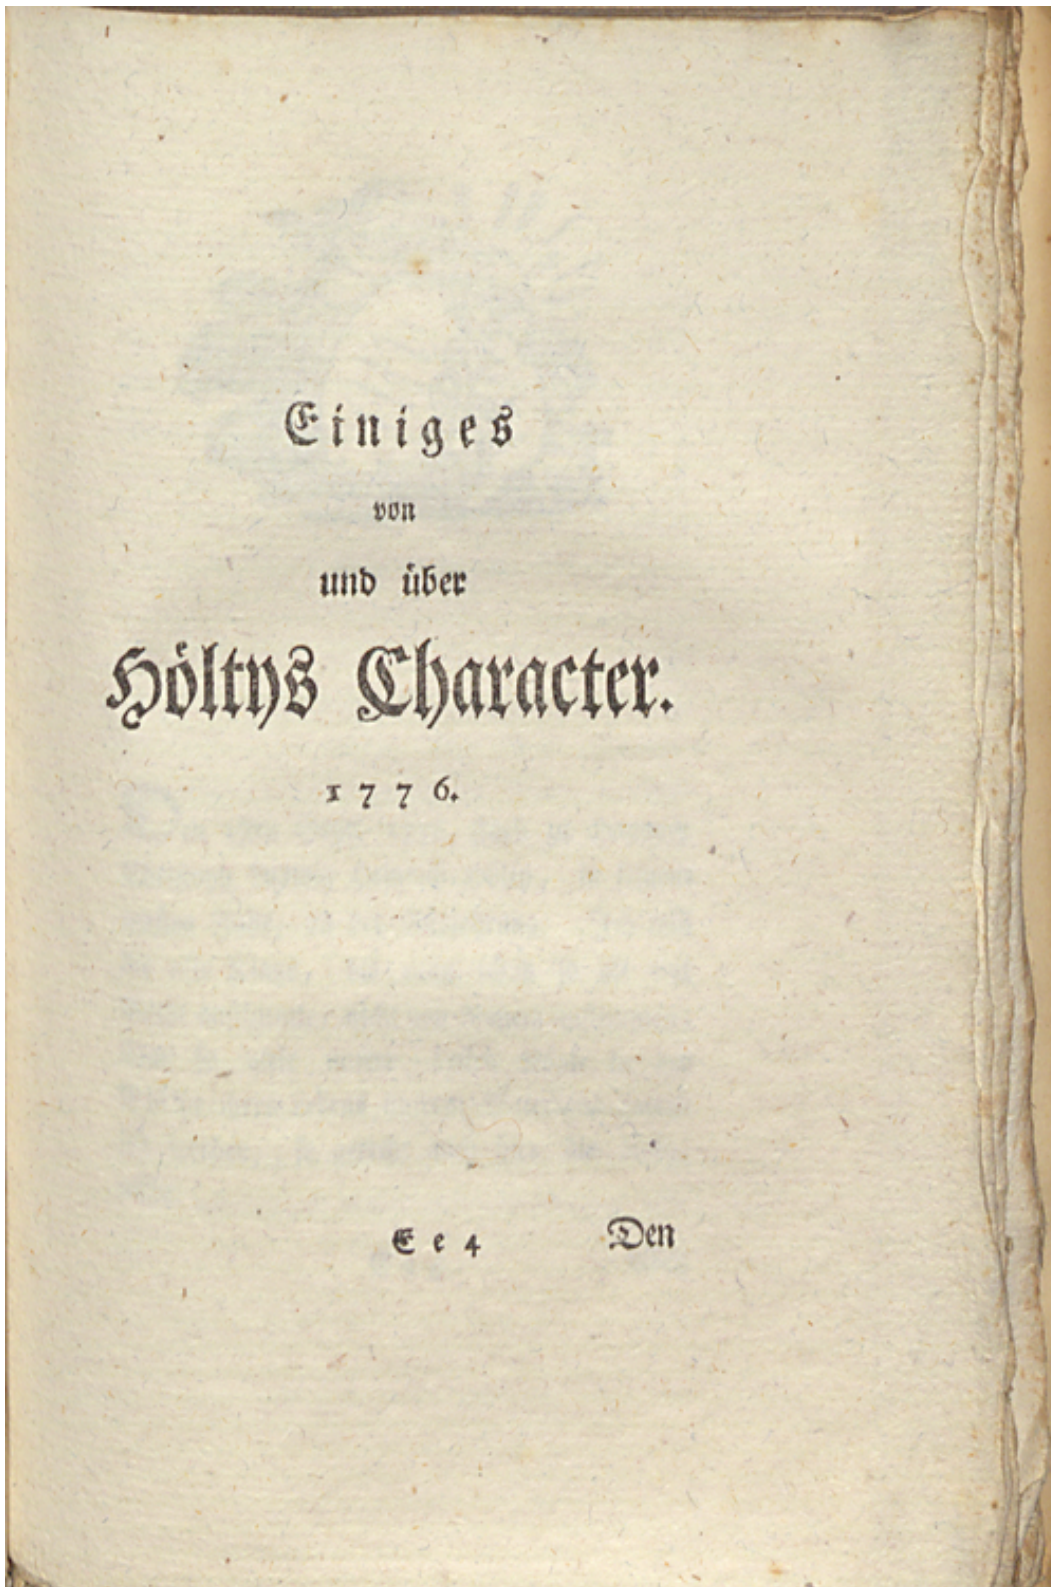 Einiges
von
und über
Höltys Character.
1776.
Ee 4 Den